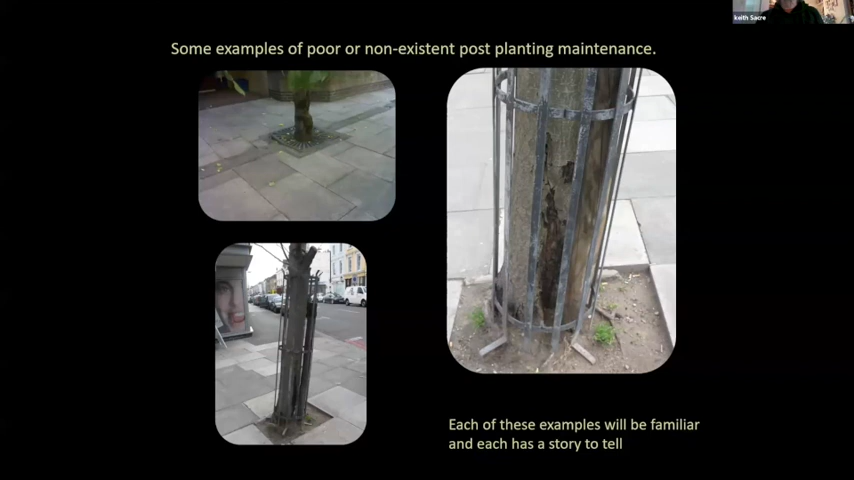 keith Sacre
Some examples of poor or non-existent post planting maintenance.
Each of these examples will be familiar
and each has a story to tell